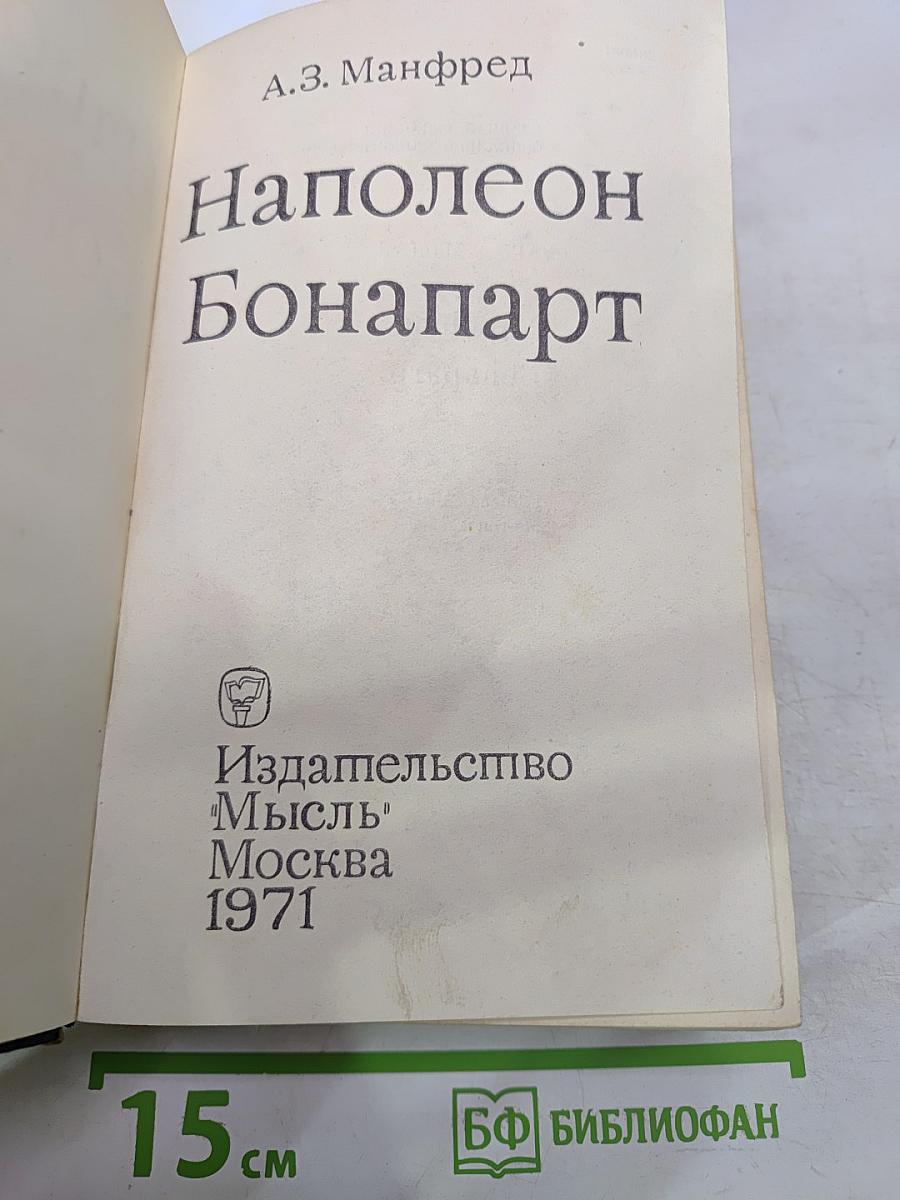 А.З. Манфред
Наполеон
Бонапарт
Издательство
"Мысль"
Москва
1971
15 см
БФ БИБЛИОФАН